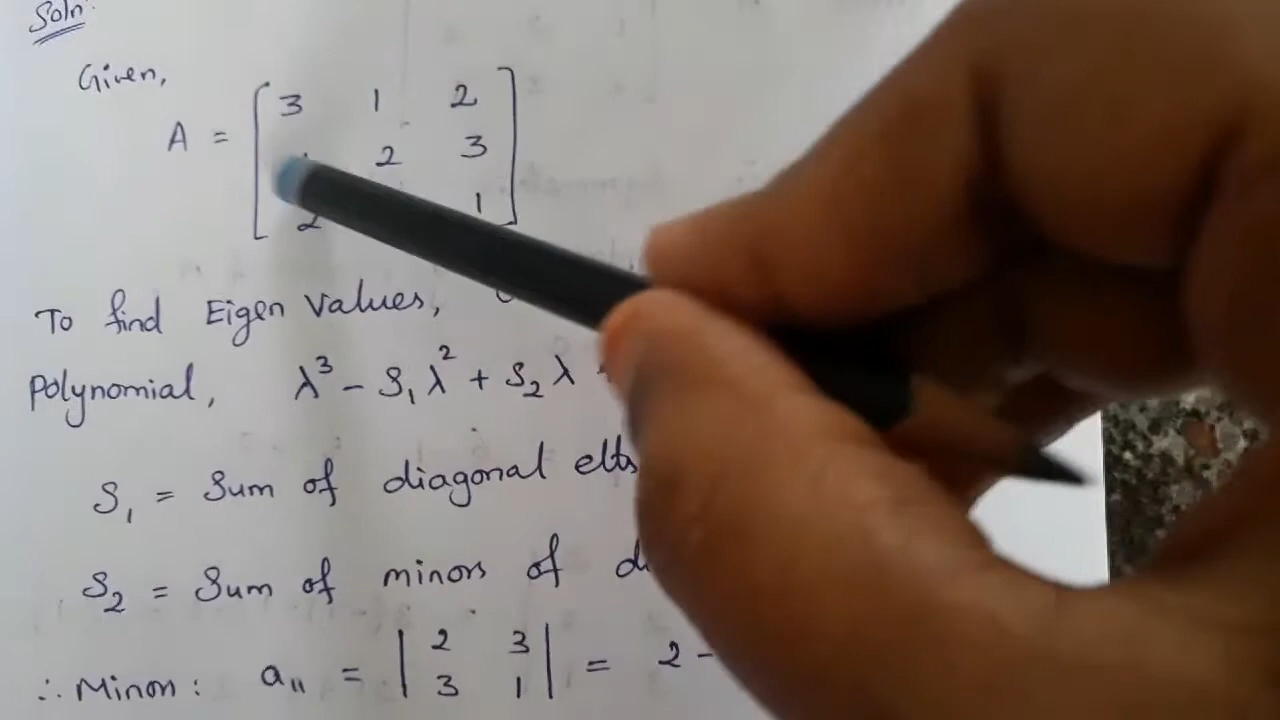 Soln.
Given,
A = [ 3 1 2
2 3
2 1 ]
To find Eigen Values,
Polynomial, λ³ - S₁λ² + S₂λ
S₁ = Sum of diagonal elts
S₂ = Sum of minors of
∴ Minor: a₁₁ = | 2 3
3 1 | = 2 -